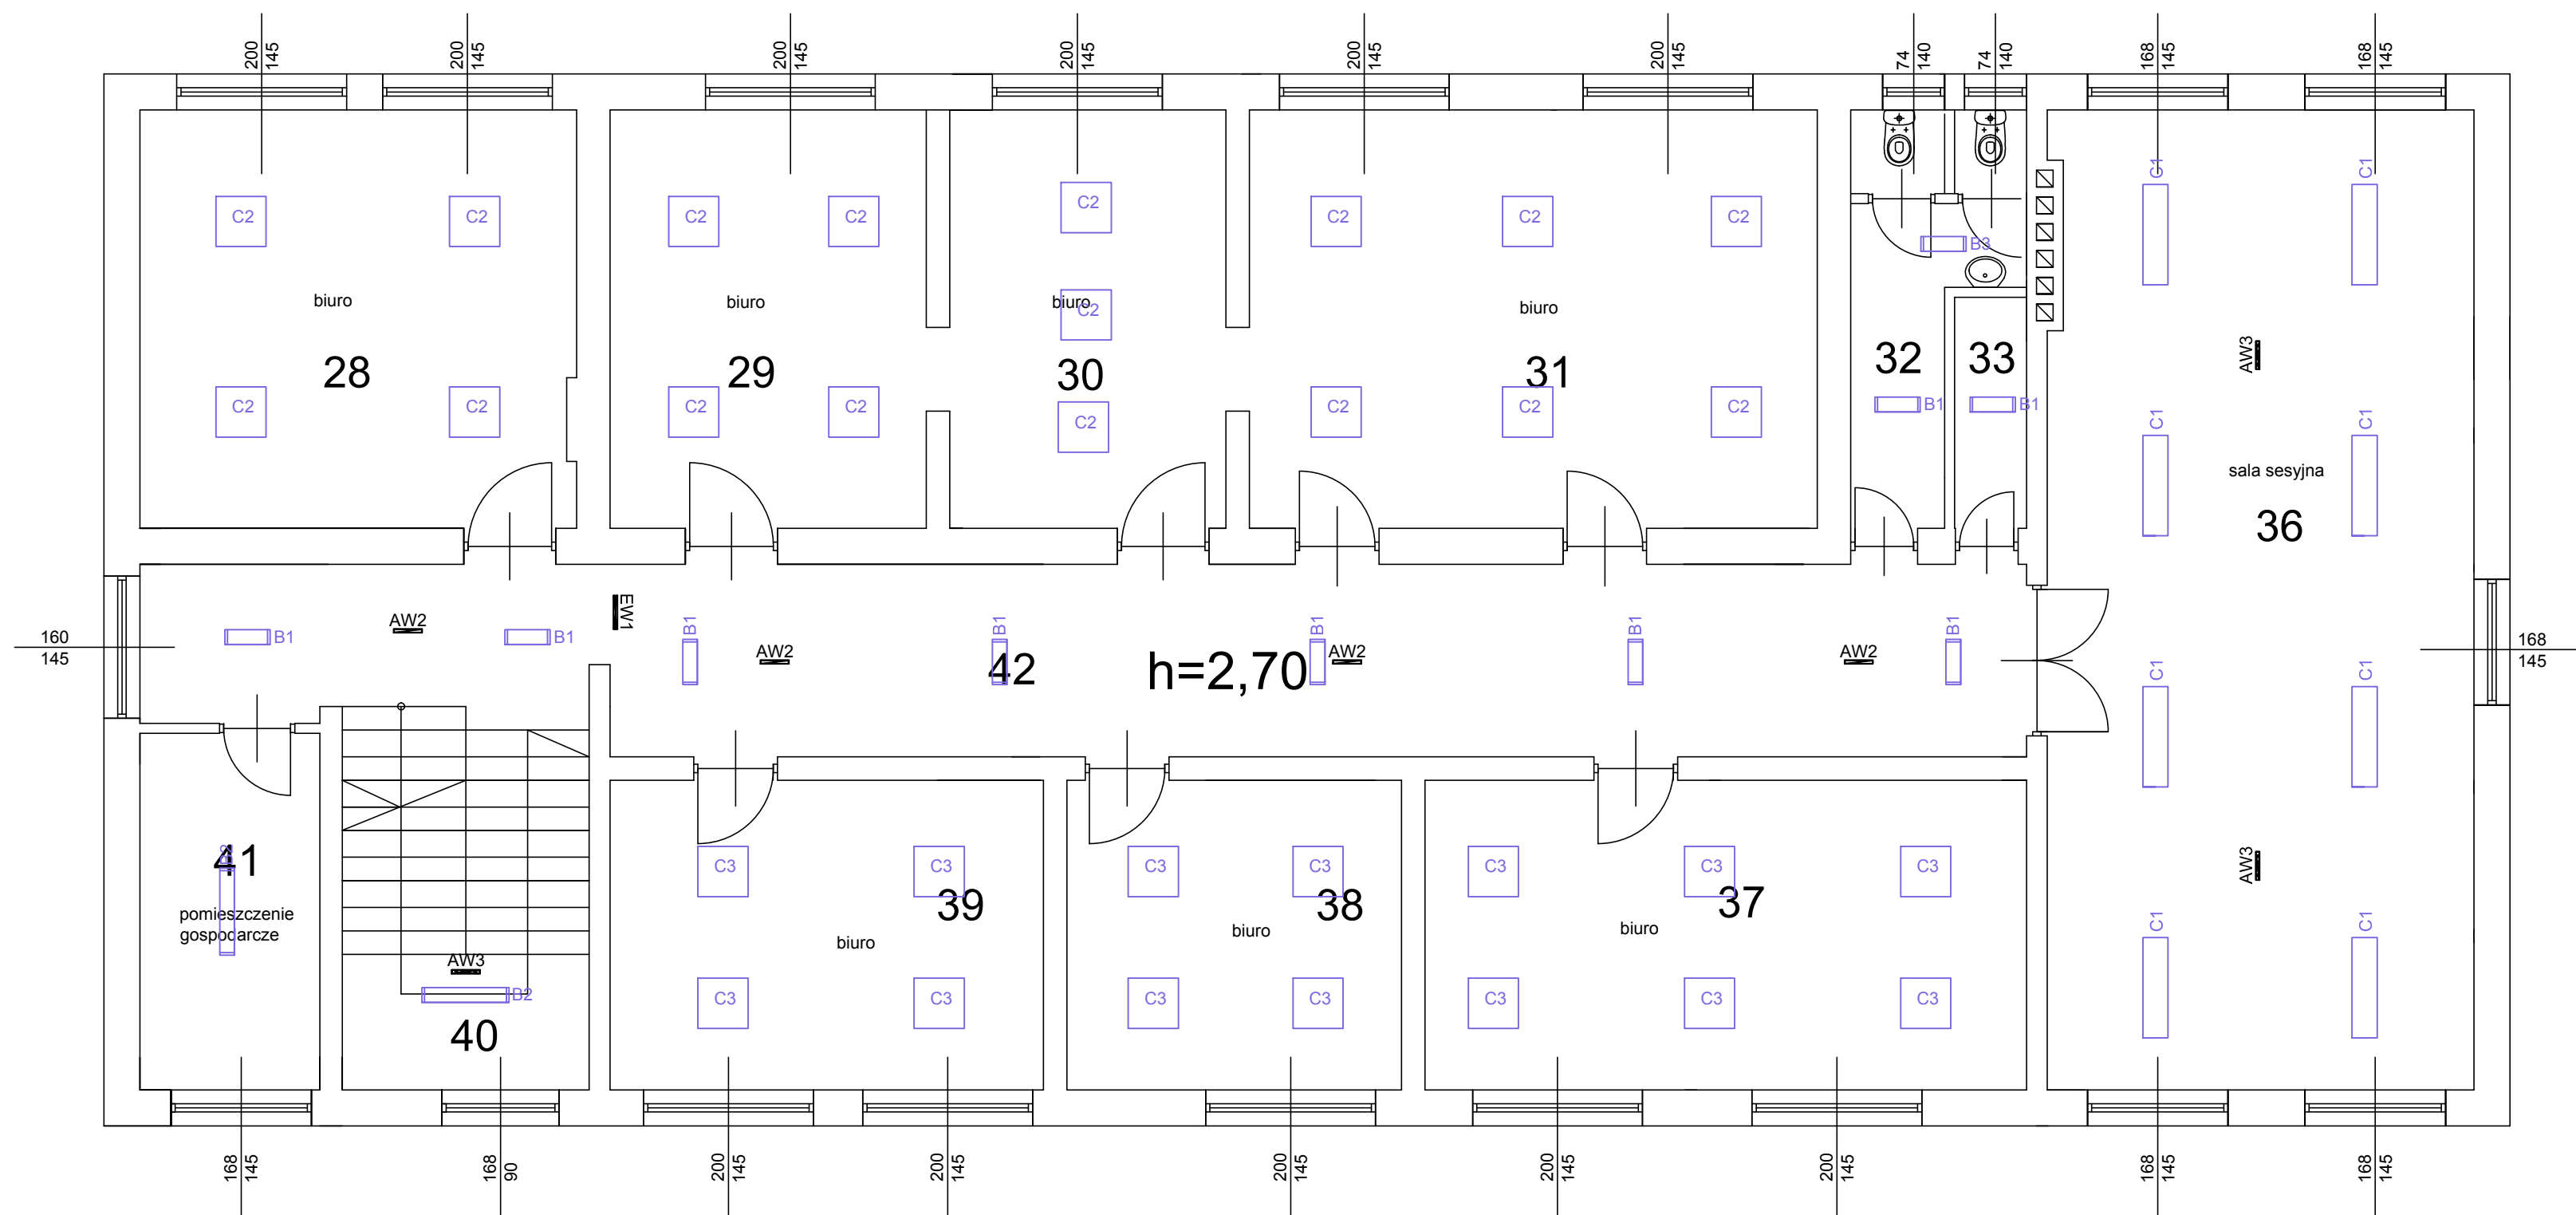 200 145
200 145
200 145
200 145
200 145
200 145
74 140
74 140
168 145
168 145
C1 C1
C2 C2 C2 C2 C2 C2 C2 C2
B3
biuro
biuro
biuro
C2
biuro
28
29
30
31
32
33
AW3
C2 C2 C2 C2 C2 C2 C2 C2
B1
B1
C1 C1
sala sesyjna
36
160
145
B1
AW2
B1
EW1
B1
AW2
B1
42
h=2,70
B1
AW2
B1
AW2
B1
168
145
C1 C1
41
C3 C3 C3 C3 C3 C3 C3
39
38
37
AW3
pomieszczenie
gospodarcze
biuro
biuro
biuro
C1 C1
AW3
B2
40
C3 C3 C3 C3 C3 C3 C3
168 145
168 90
200 145
200 145
200 145
200 145
200 145
168 145
168 145